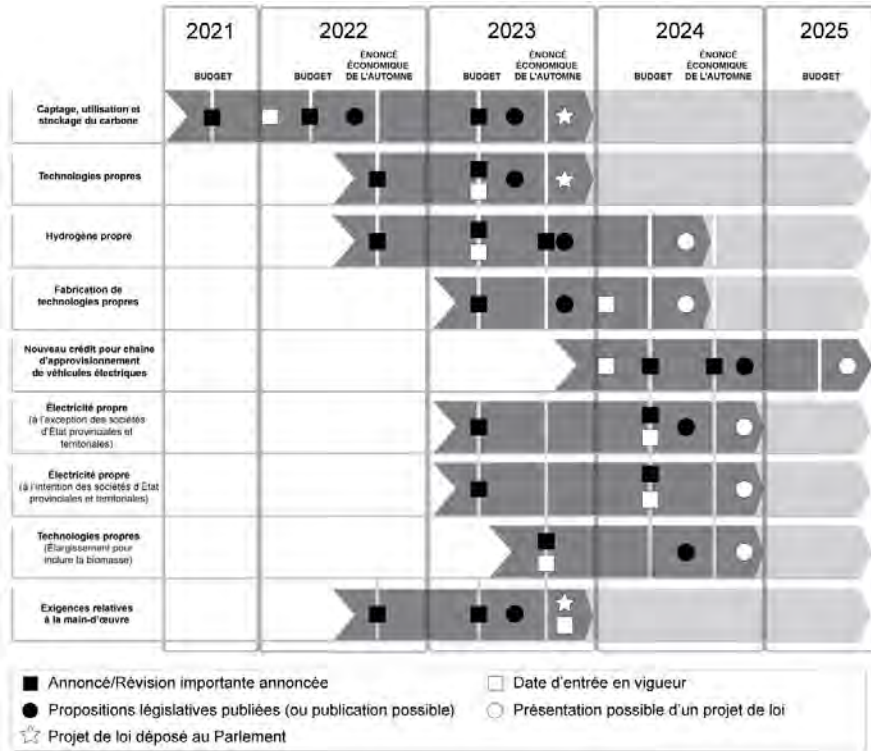 2021
2022
2023
2024
2025
BUDGET
BUDGET
ÉNONCÉ
ÉCONOMIQUE
DE L'AUTOMNE
BUDGET
ÉNONCÉ
ÉCONOMIQUE
DE L'AUTOMNE
BUDGET
ÉNONCÉ
ÉCONOMIQUE
DE L'AUTOMNE
BUDGET
Captage, utilisation et
stockage du carbone
Technologies propres
Hydrogène propre
Fabrication de
technologies propres
Nouveau crédit pour chaîne
d'approvisionnement
de véhicules électriques
Électricité propre
(à l'exception des sociétés
d'État provinciales et
territoriales)
Électricité propre
(à l'intention des sociétés d'État
provinciales et territoriales)
Technologies propres
(Élargissement pour
inclure la biomasse)
Exigences relatives
à la main-d'œuvre
Annoncé/Révision importante annoncée
Date d'entrée en vigueur
Propositions législatives publiées (ou publication possible)
Présentation possible d'un projet de loi
Projet de loi déposé au Parlement